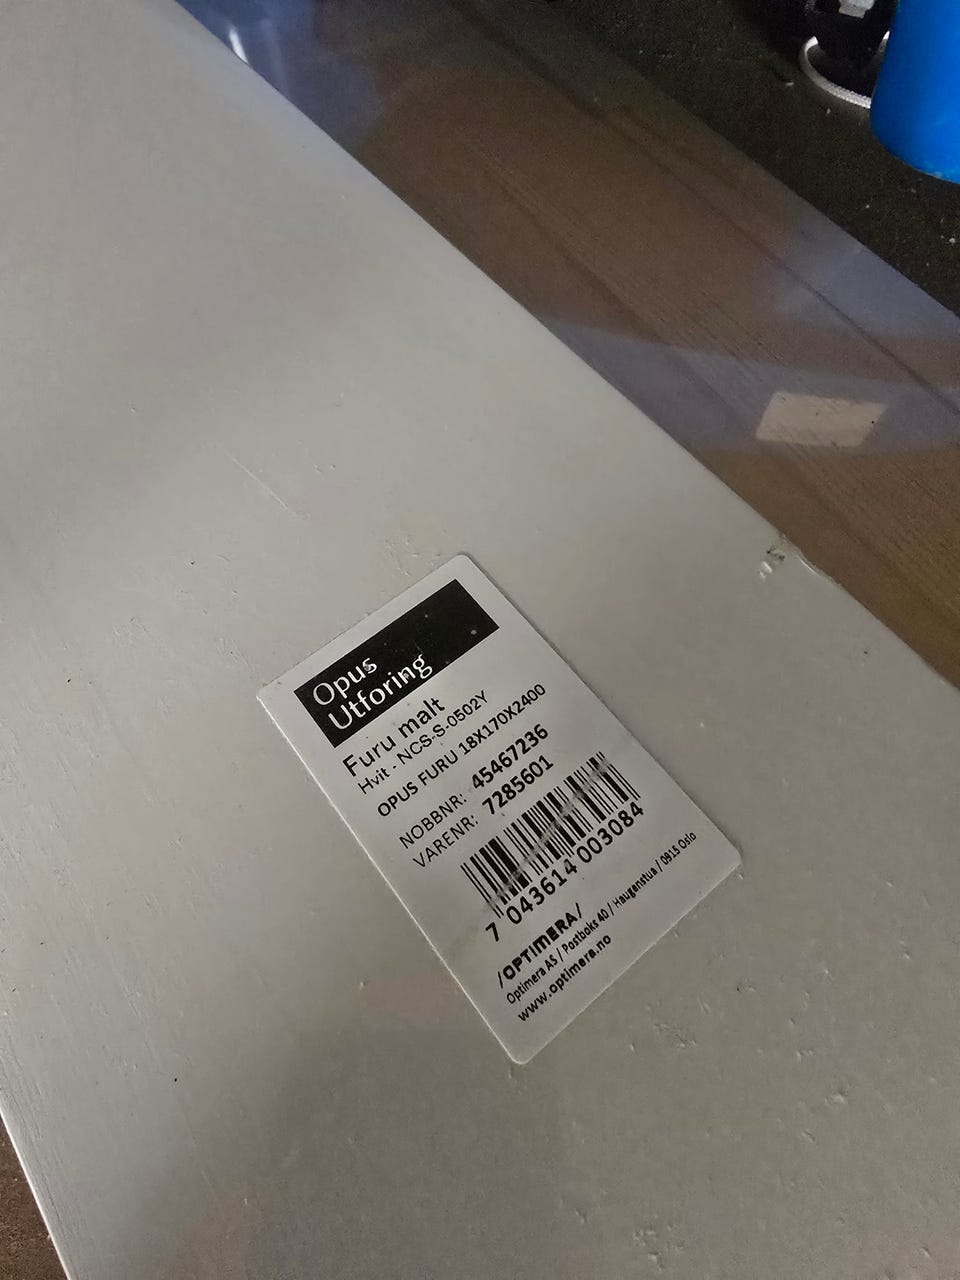 Opus
Utforing
Furu malt
Hvit - NCS-S-0502Y
OPUS FURU 18X170X2400
NOBBNR: 45467236
VARENR: 7285601
7 043614 003084
/OPTIMERA/
Optimera AS / Postboks 40 / Haugenstua / 0915 Oslo
www.optimera.no